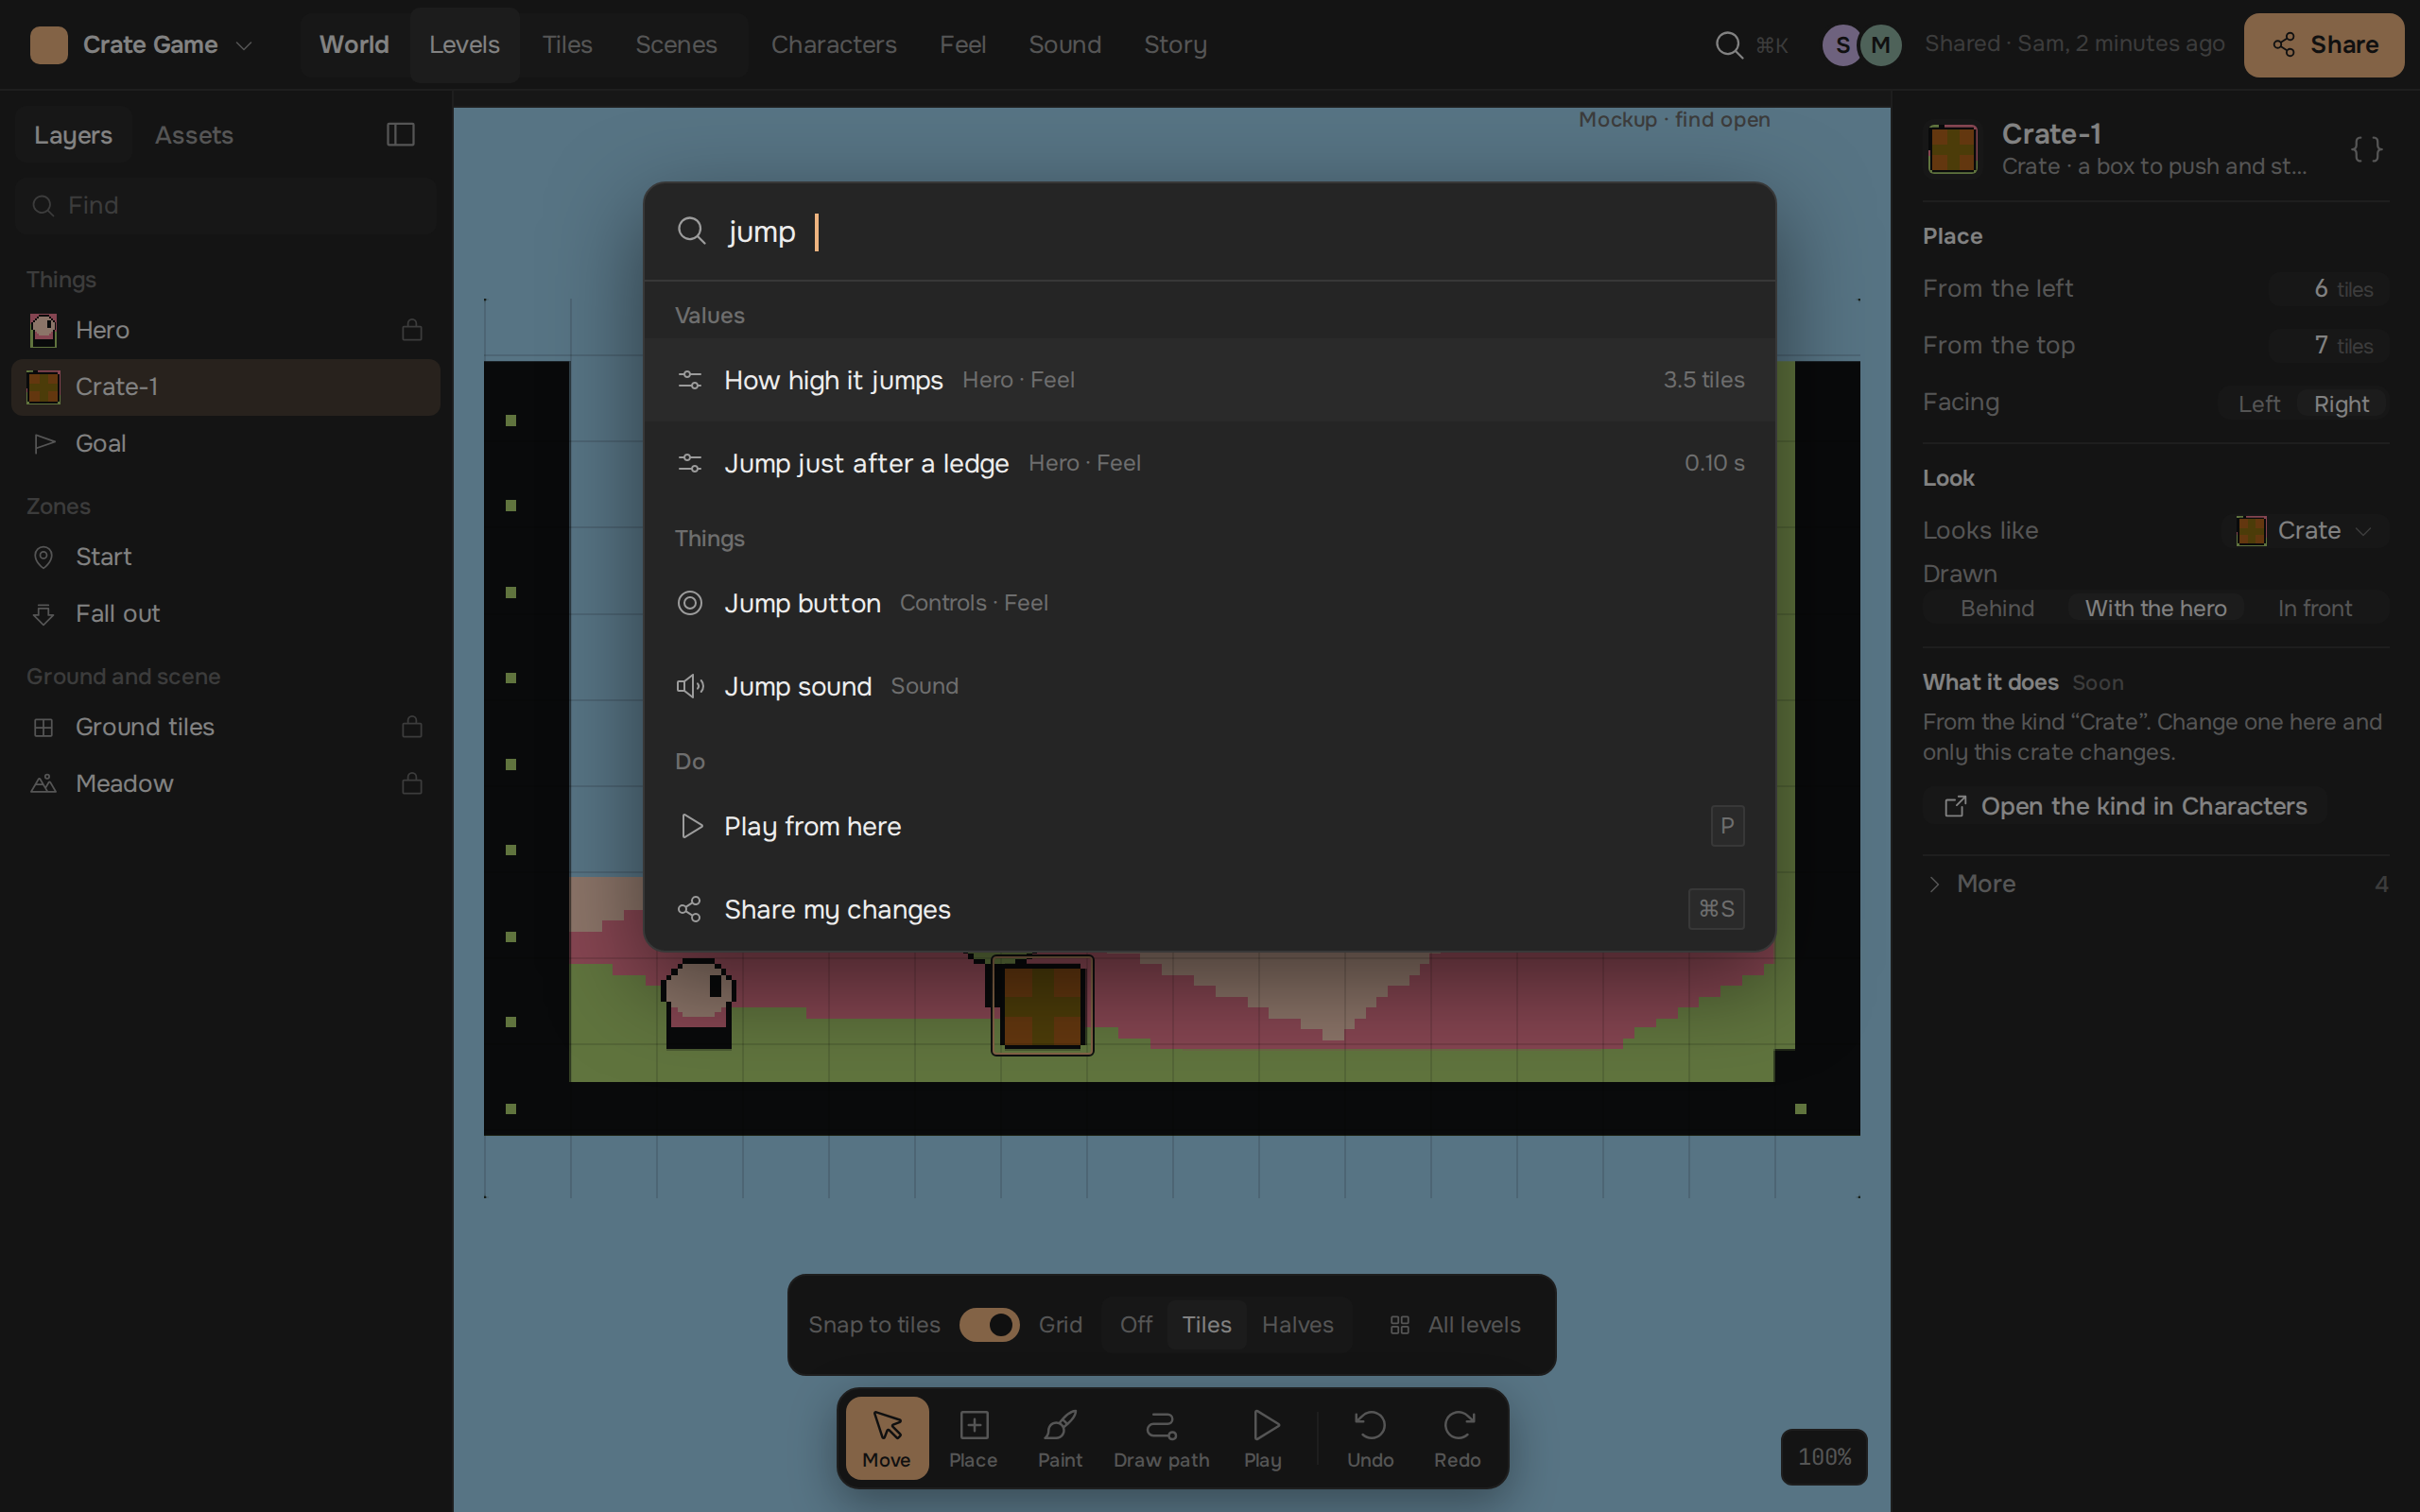 Crate Game World Levels Tiles Scenes Characters Feel Sound Story ⌘K S M Shared · Sam, 2 minutes ago Share
Layers Assets
Find
Things
Hero
Crate-1
Goal
Zones
Start
Fall out
Ground and scene
Ground tiles
Meadow
Mockup · find open
jump
Values
How high it jumps Hero · Feel 3.5 tiles
Jump just after a ledge Hero · Feel 0.10 s
Things
Jump button Controls · Feel
Jump sound Sound
Do
Play from here P
Share my changes ⌘S
Snap to tiles Grid Off Tiles Halves All levels
Move Place Paint Draw path Play Undo Redo
100%
Crate-1
Crate · a box to push and st...
{ }
Place
From the left 6 tiles
From the top 7 tiles
Facing Left Right
Look
Looks like Crate
Drawn
Behind With the hero In front
What it does Soon
From the kind “Crate”. Change one here and
only this crate changes.
Open the kind in Characters
More 4